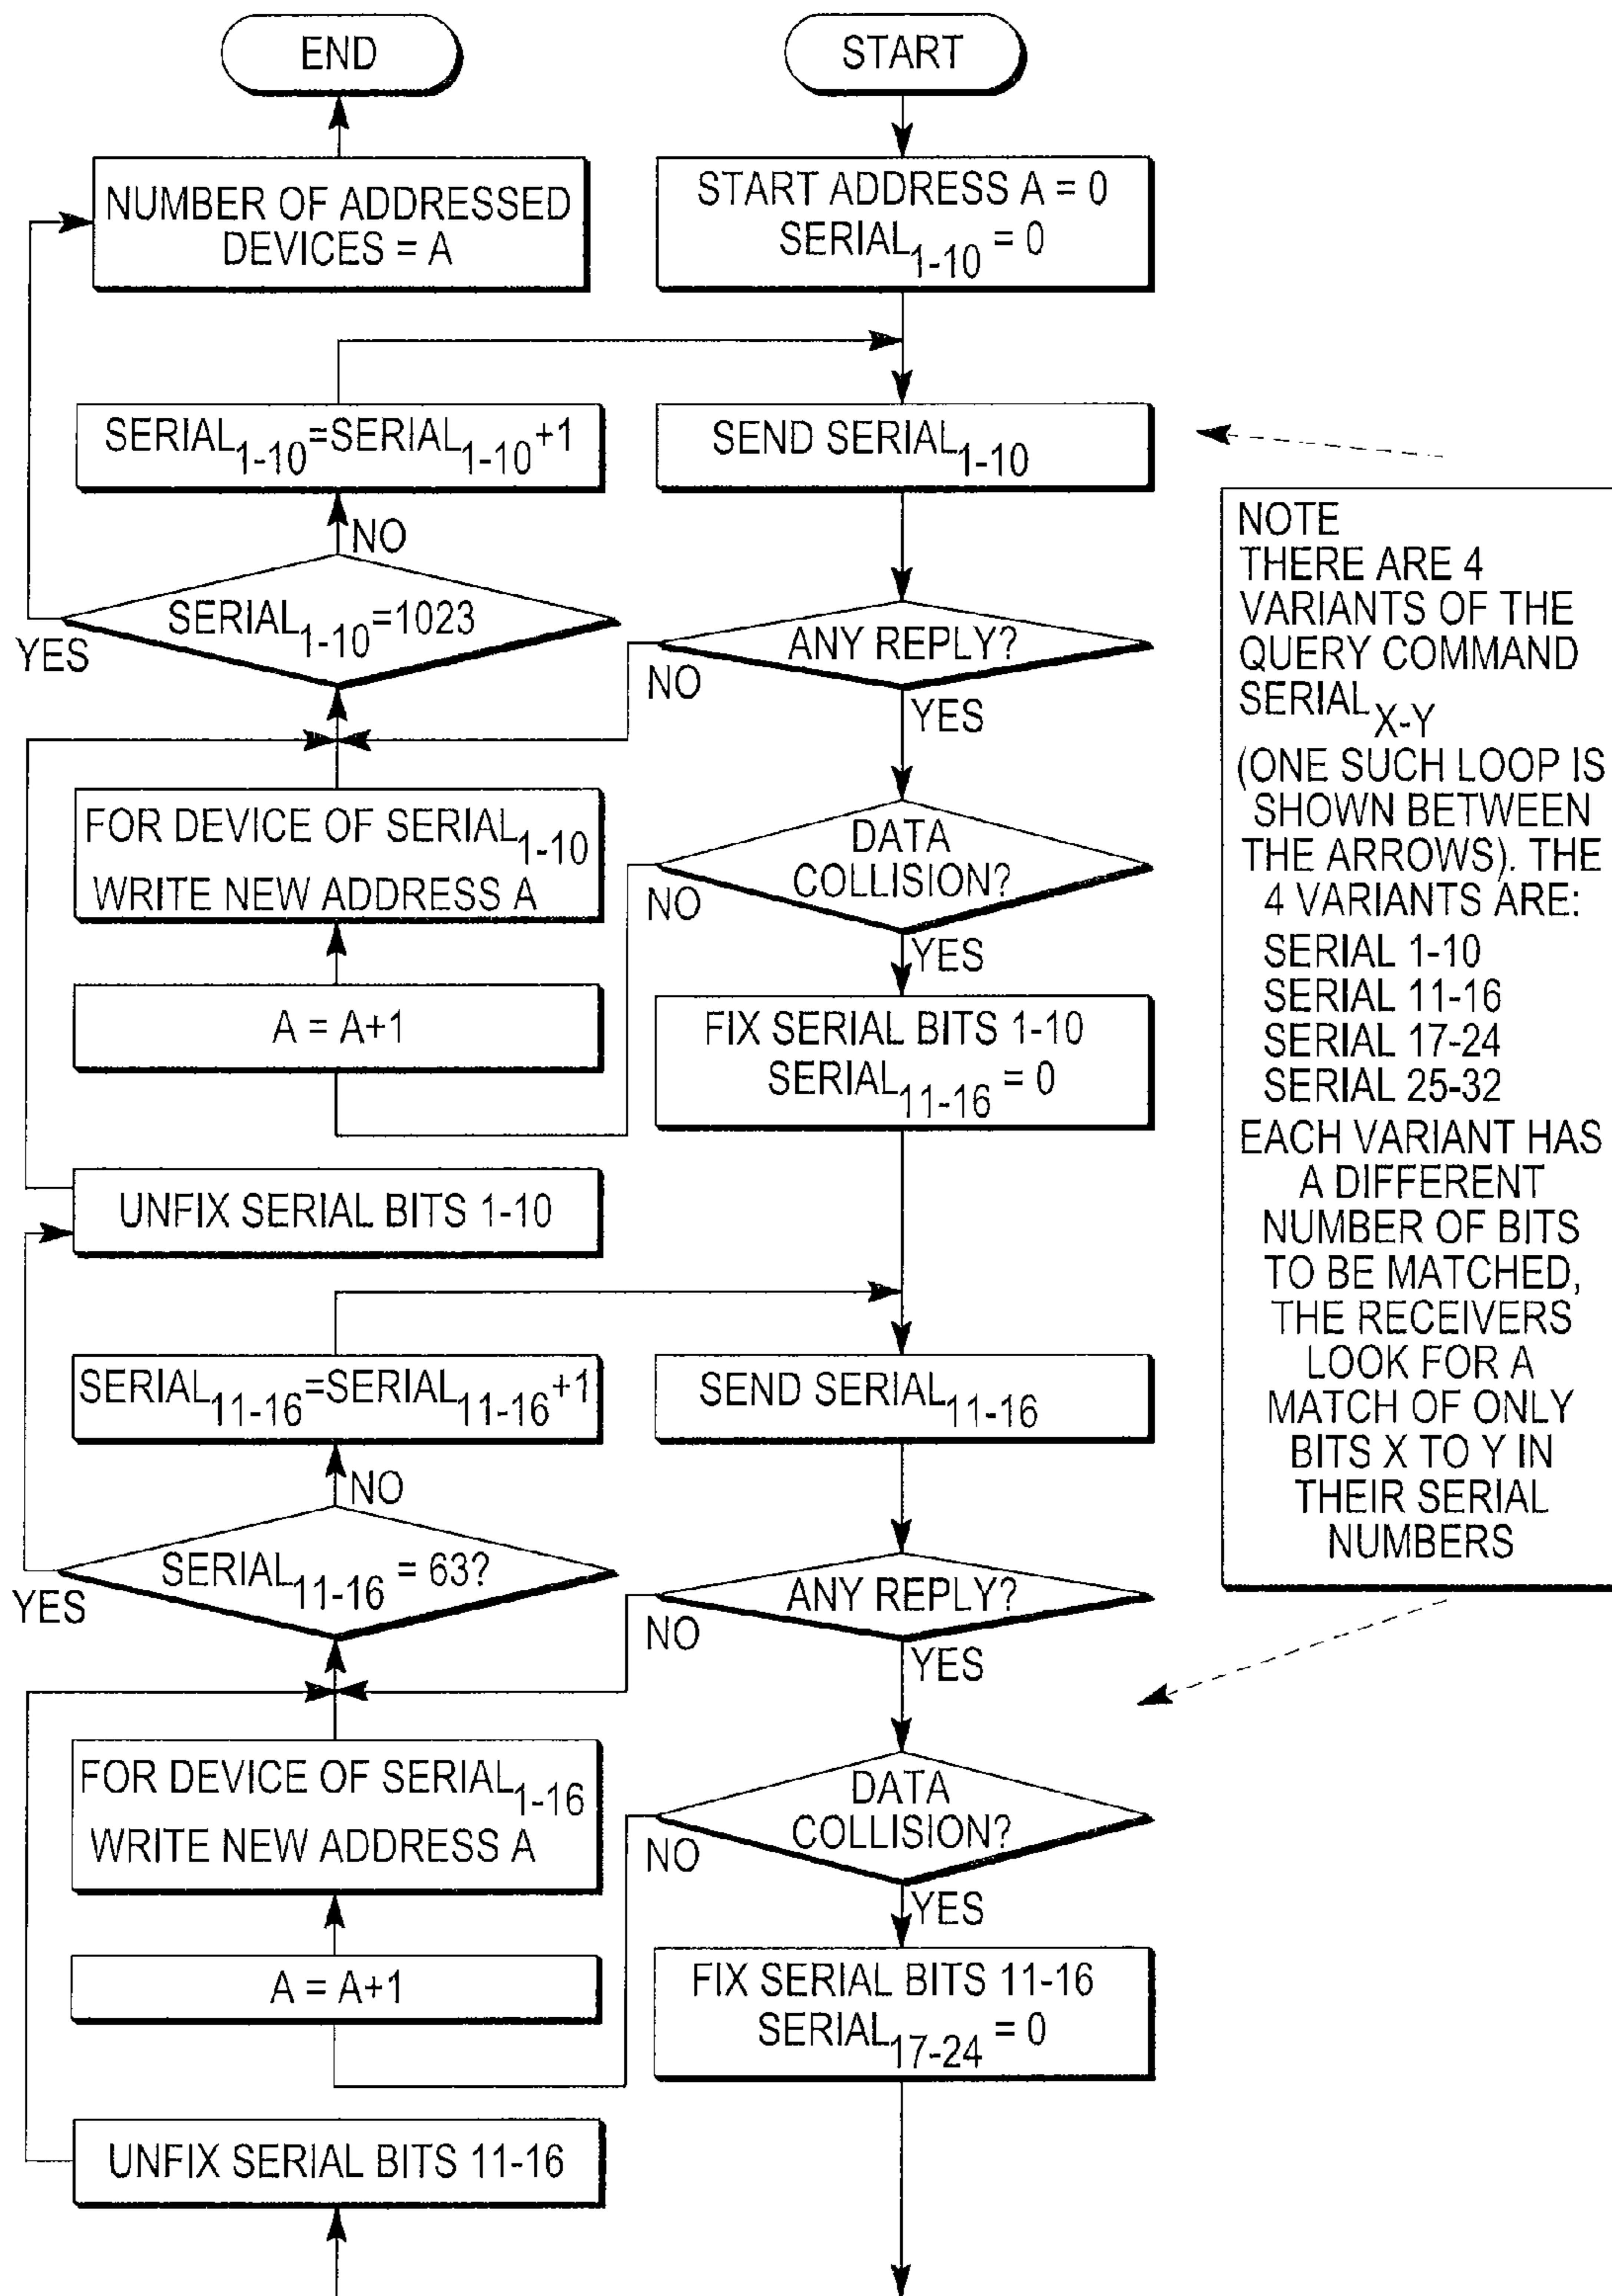 END
START
NUMBER OF ADDRESSED
DEVICES = A
START ADDRESS A = 0
SERIAL1-10 = 0
SERIAL1-10=SERIAL1-10+1
SEND SERIAL1-10
NO
SERIAL1-10=1023
YES
ANY REPLY?
NO
YES
FOR DEVICE OF SERIAL1-10
WRITE NEW ADDRESS A
DATA
COLLISION?
NO
YES
A = A+1
FIX SERIAL BITS 1-10
SERIAL11-16 = 0
UNFIX SERIAL BITS 1-10
SERIAL11-16=SERIAL11-16+1
SEND SERIAL11-16
NO
SERIAL11-16 = 63?
YES
ANY REPLY?
NO
YES
FOR DEVICE OF SERIAL1-16
WRITE NEW ADDRESS A
DATA
COLLISION?
NO
YES
A = A+1
FIX SERIAL BITS 11-16
SERIAL17-24 = 0
UNFIX SERIAL BITS 11-16
NOTE
THERE ARE 4
VARIANTS OF THE
QUERY COMMAND
SERIALX-Y
(ONE SUCH LOOP IS
SHOWN BETWEEN
THE ARROWS). THE
4 VARIANTS ARE:
SERIAL 1-10
SERIAL 11-16
SERIAL 17-24
SERIAL 25-32
EACH VARIANT HAS
A DIFFERENT
NUMBER OF BITS
TO BE MATCHED,
THE RECEIVERS
LOOK FOR A
MATCH OF ONLY
BITS X TO Y IN
THEIR SERIAL
NUMBERS